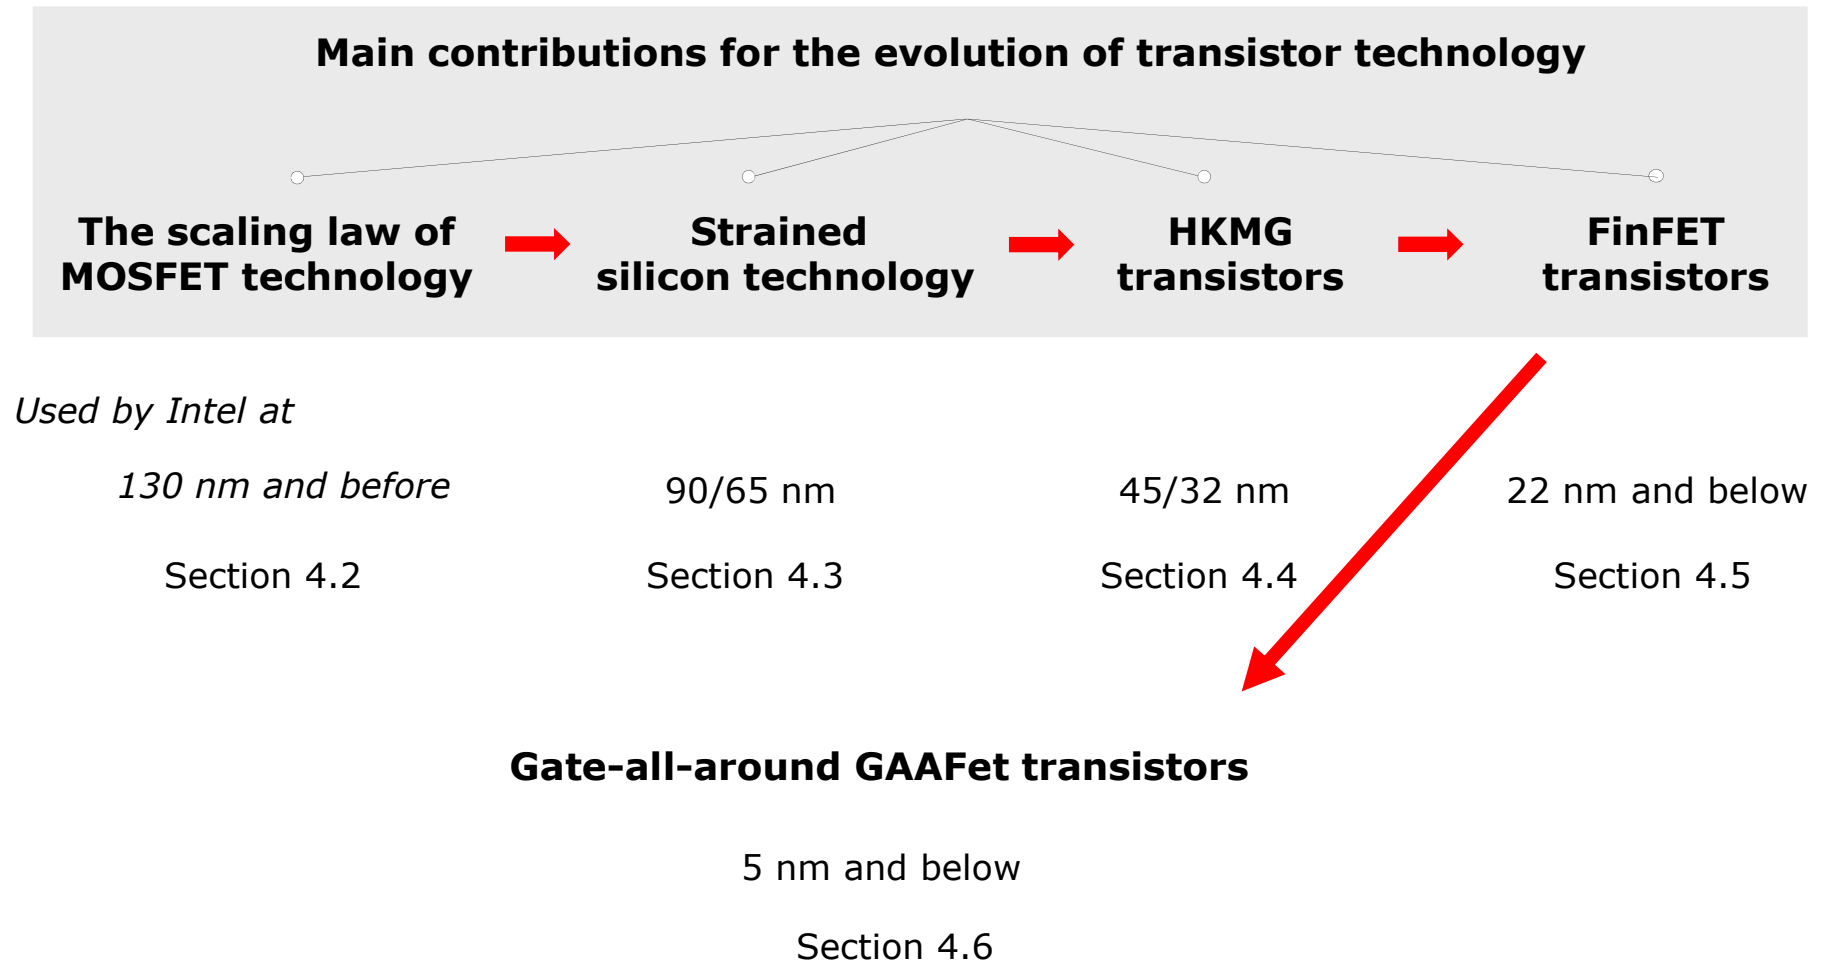 Main contributions for the evolution of transistor technology
The scaling law of
MOSFET technology
Strained
silicon technology
HKMG
transistors
FinFET
transistors
Used by Intel at
130 nm and before
90/65 nm
45/32 nm
22 nm and below
Section 4.2
Section 4.3
Section 4.4
Section 4.5
Gate-all-around GAAFet transistors
5 nm and below
Section 4.6